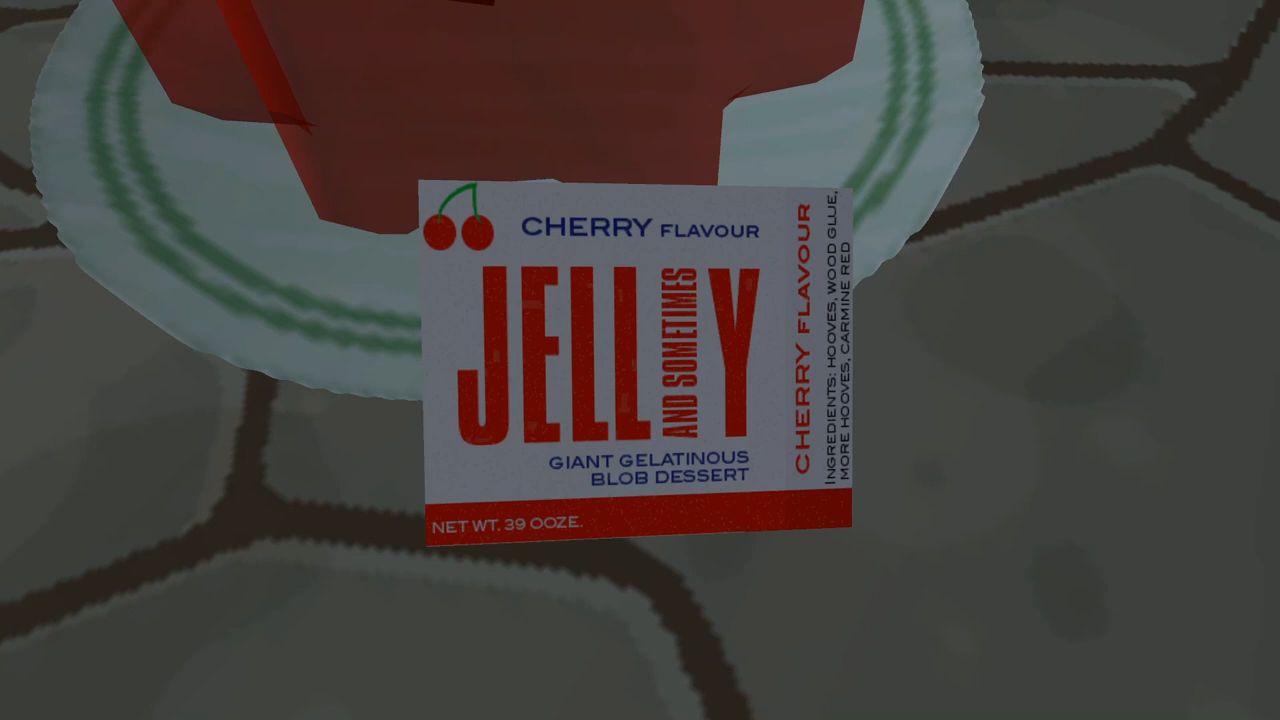 CHERRY FLAVOUR
JELL AND SOMETIMES Y
GIANT GELATINOUS
BLOB DESSERT
NET WT. 39 OOZE.
CHERRY FLAVOUR
INGREDIENTS: HOOVES, WOOD GLUE,
MORE HOOVES, CARMINE RED